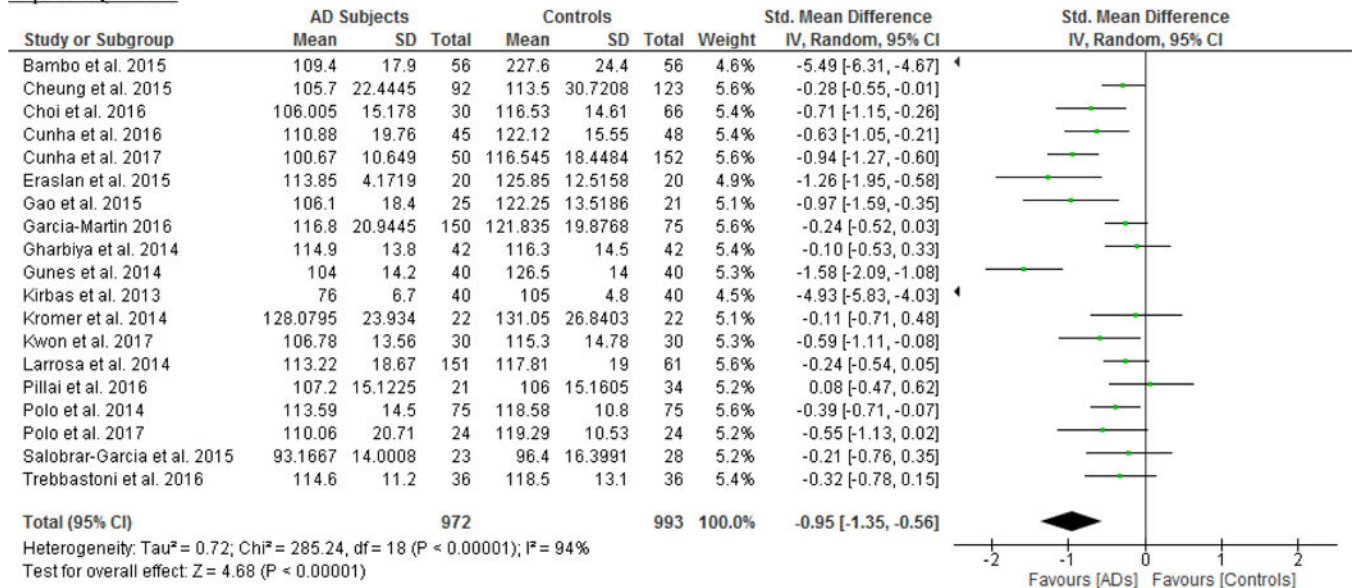 AD Subjects Controls Std. Mean Difference Std. Mean Difference
Study or Subgroup Mean SD Total Mean SD Total Weight IV, Random, 95% CI IV, Random, 95% CI
Bambo et al. 2015 109.4 17.9 56 227.6 24.4 56 4.6% -5.49 [-6.31, -4.67]
Cheung et al. 2015 105.7 22.4445 92 113.5 30.7208 123 5.6% -0.28 [-0.55, -0.01]
Choi et al. 2016 106.005 15.178 30 116.53 14.61 66 5.4% -0.71 [-1.15, -0.26]
Cunha et al. 2016 110.88 19.76 45 122.12 15.55 48 5.4% -0.63 [-1.05, -0.21]
Cunha et al. 2017 100.67 10.649 50 116.545 18.4484 152 5.6% -0.94 [-1.27, -0.60]
Eraslan et al. 2015 113.85 4.1719 20 125.85 12.5158 20 4.9% -1.26 [-1.95, -0.58]
Gao et al. 2015 106.1 18.4 25 122.25 13.5186 21 5.1% -0.97 [-1.59, -0.35]
Garcia-Martin 2016 116.8 20.9445 150 121.835 19.8768 75 5.6% -0.24 [-0.52, 0.03]
Gharbiya et al. 2014 114.9 13.8 42 116.3 14.5 42 5.4% -0.10 [-0.53, 0.33]
Gunes et al. 2014 104 14.2 40 126.5 14 40 5.3% -1.58 [-2.09, -1.08]
Kirbas et al. 2013 76 6.7 40 105 4.8 40 4.5% -4.93 [-5.83, -4.03]
Kromer et al. 2014 128.0795 23.934 22 131.05 26.8403 22 5.1% -0.11 [-0.71, 0.48]
Kwon et al. 2017 106.78 13.56 30 115.3 14.78 30 5.3% -0.59 [-1.11, -0.08]
Larrosa et al. 2014 113.22 18.67 151 117.81 19 61 5.6% -0.24 [-0.54, 0.05]
Pillai et al. 2016 107.2 15.1225 21 106 15.1605 34 5.2% 0.08 [-0.47, 0.62]
Polo et al. 2014 113.59 14.5 75 118.58 10.8 75 5.6% -0.39 [-0.71, -0.07]
Polo et al. 2017 110.06 20.71 24 119.29 10.53 24 5.2% -0.55 [-1.13, 0.02]
Salobrar-Garcia et al. 2015 93.1667 14.0008 23 96.4 16.3991 28 5.2% -0.21 [-0.76, 0.35]
Trebbastoni et al. 2016 114.6 11.2 36 118.5 13.1 36 5.4% -0.32 [-0.78, 0.15]
Total (95% CI) 972 993 100.0% -0.95 [-1.35, -0.56]
Heterogeneity: Tau² = 0.72; Chi² = 285.24, df = 18 (P < 0.00001); I² = 94%
Test for overall effect: Z = 4.68 (P < 0.00001)
-2 -1 0 1 2
Favours [ADs] Favours [Controls]